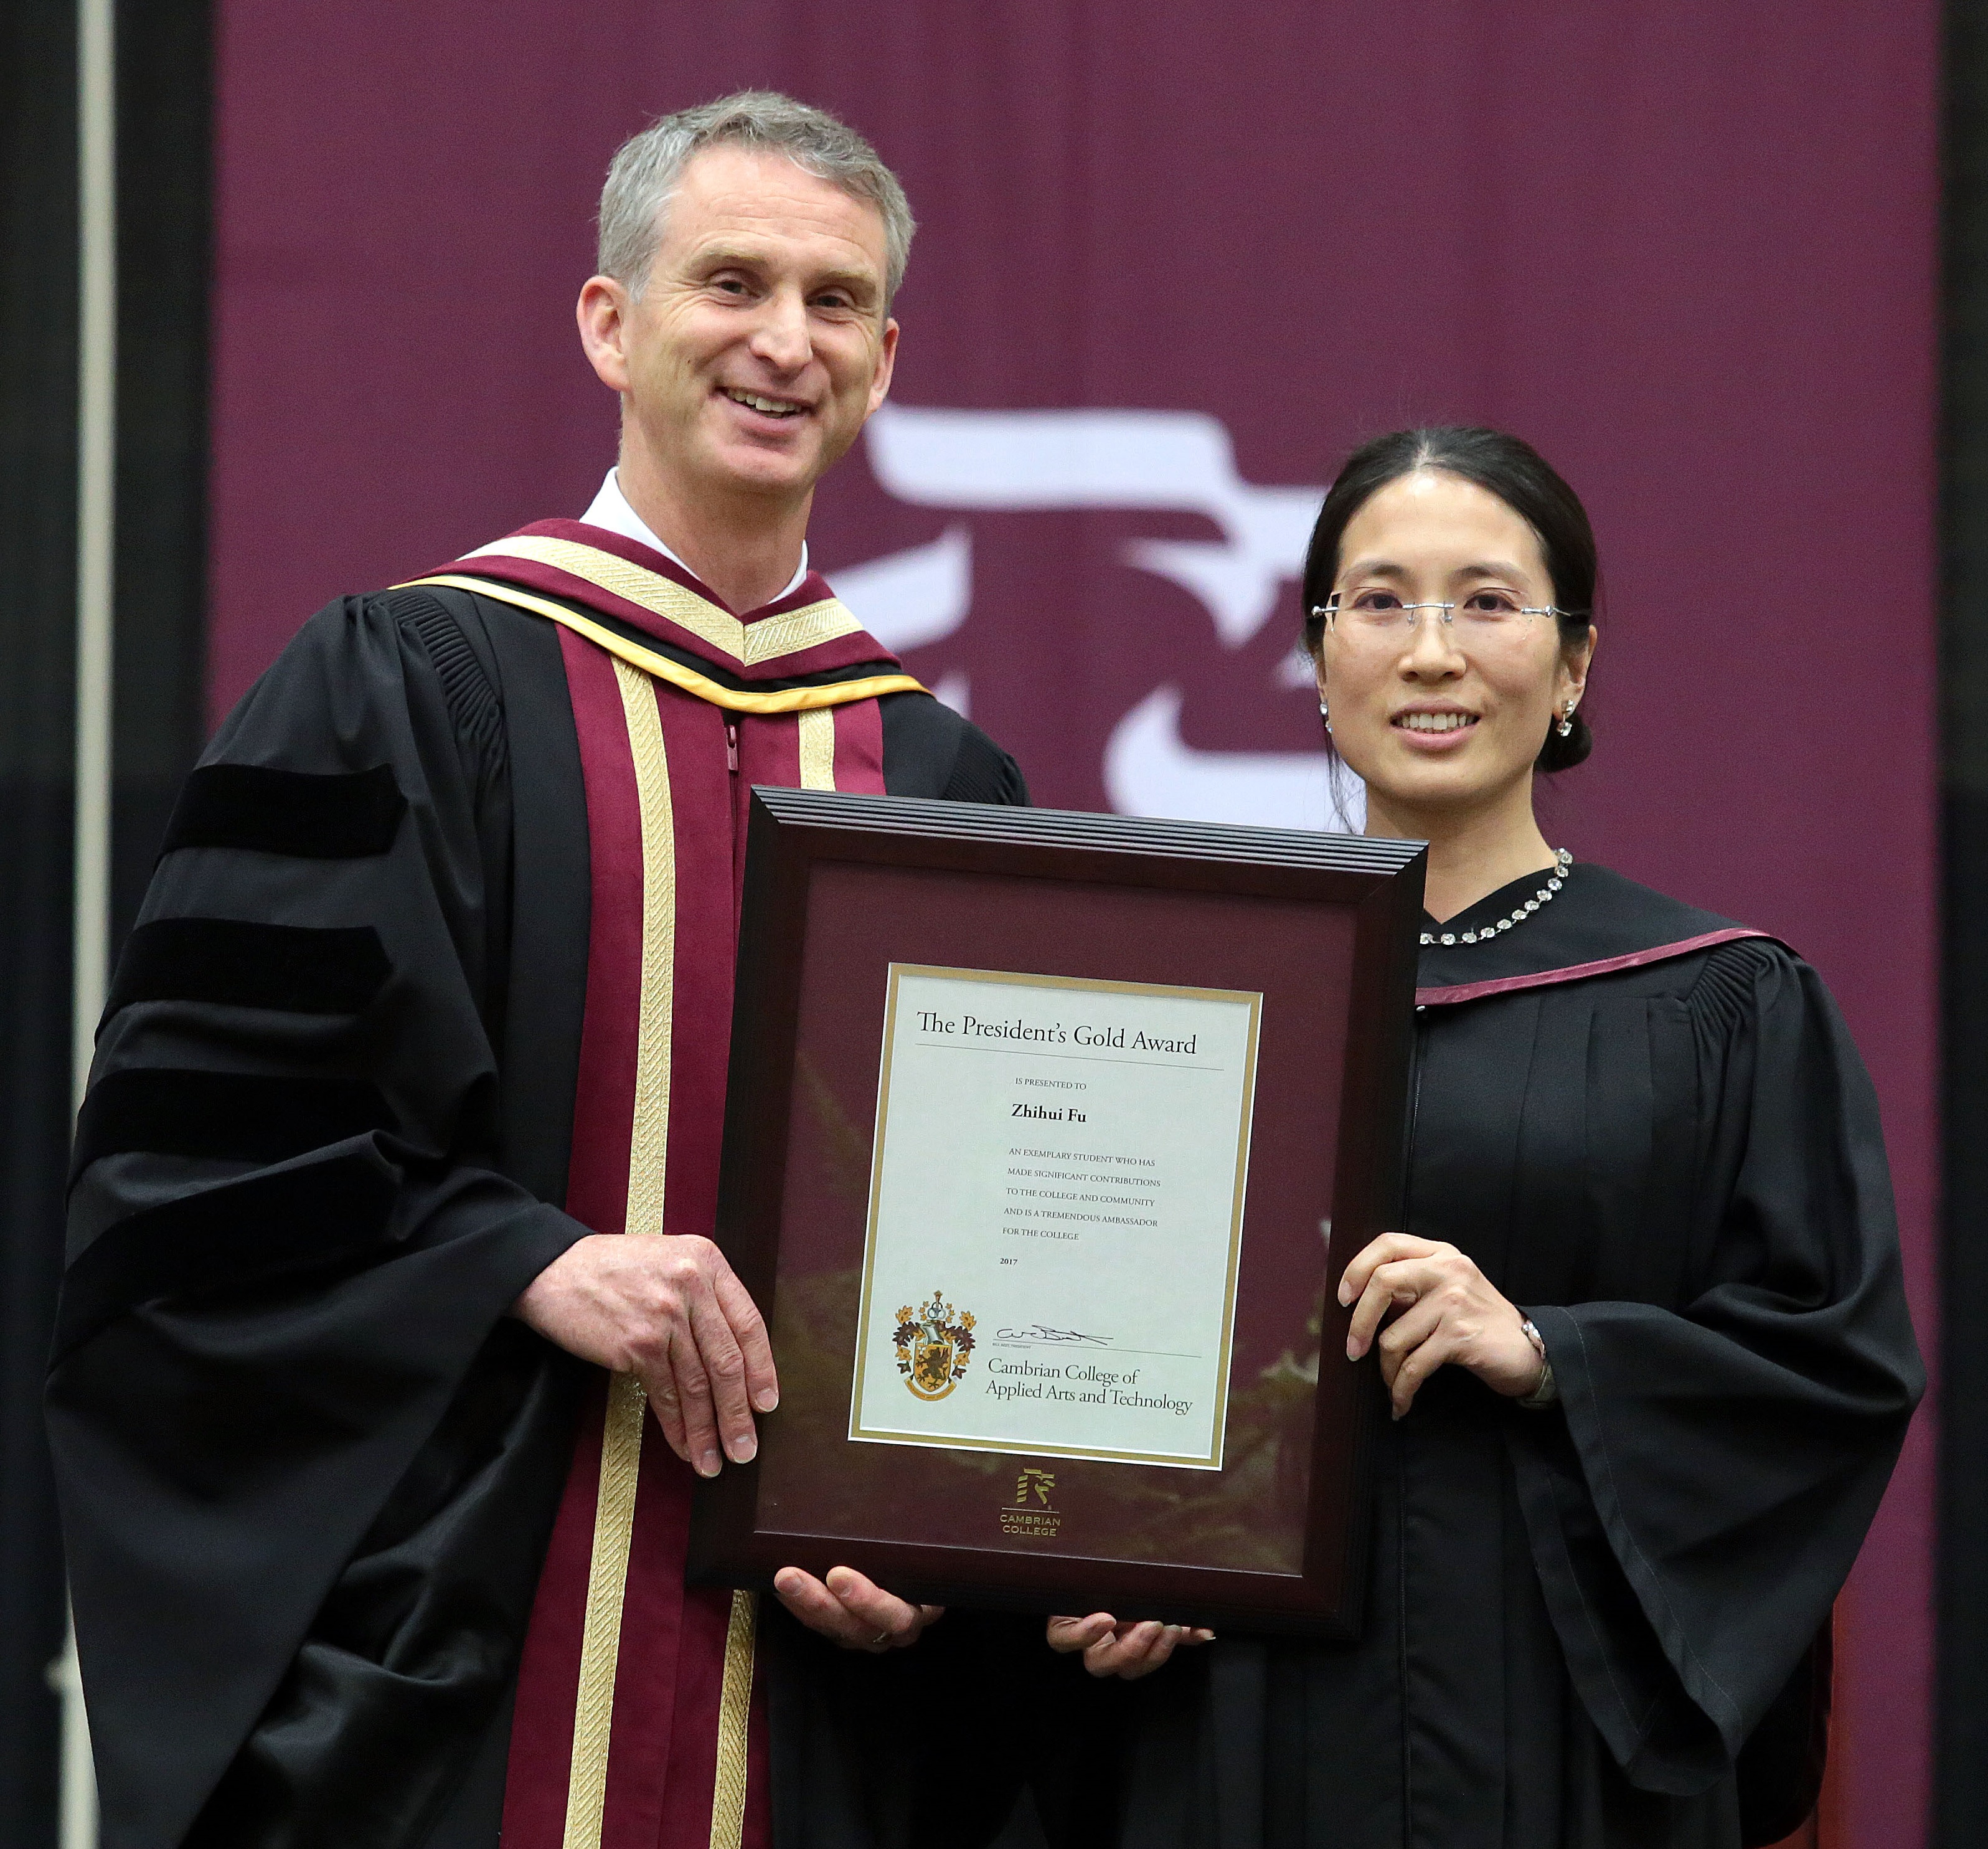 The President's Gold Award
IS PRESENTED TO
Zhihui Fu
AN EXEMPLARY STUDENT WHO HAS
MADE SIGNIFICANT CONTRIBUTIONS
TO THE COLLEGE AND COMMUNITY
AND IS A TREMENDOUS AMBASSADOR
FOR THE COLLEGE
2017
Cambrian College of
Applied Arts and Technology
CAMBRIAN
COLLEGE